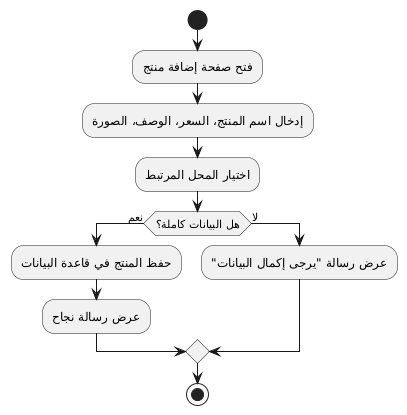 فتح صفحة إضافة منتج
إدخال اسم المنتج، السعر، الوصف، الصورة
اختيار المحل المرتبط
هل البيانات كاملة؟
نعم
لا
حفظ المنتج في قاعدة البيانات
عرض رسالة "يرجى إكمال البيانات"
عرض رسالة نجاح